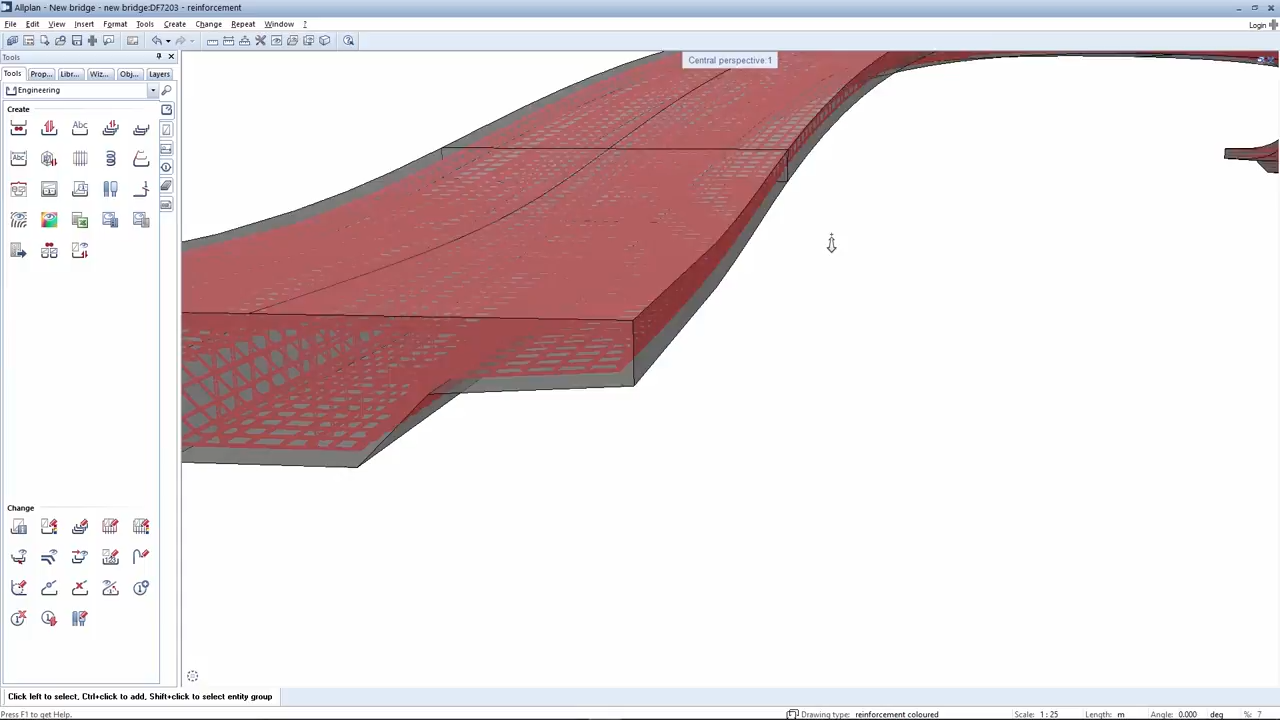 Allplan - New bridge - new bridge:DF7203 - reinforcement
File Edit View Insert Format Tools Create Change Repeat Window ?
Login
Tools
Central perspective:1
Tools Prop... Libr... Wiz... Obj... Layers
Engineering
Create
Abc
Abc
Change
Click left to select, Ctrl+click to add, Shift+click to select entity group
Press F1 to get Help.
Drawing type: reinforcement coloured Scale: 1 : 25 Length: m Angle: 0.000 deg %: 7